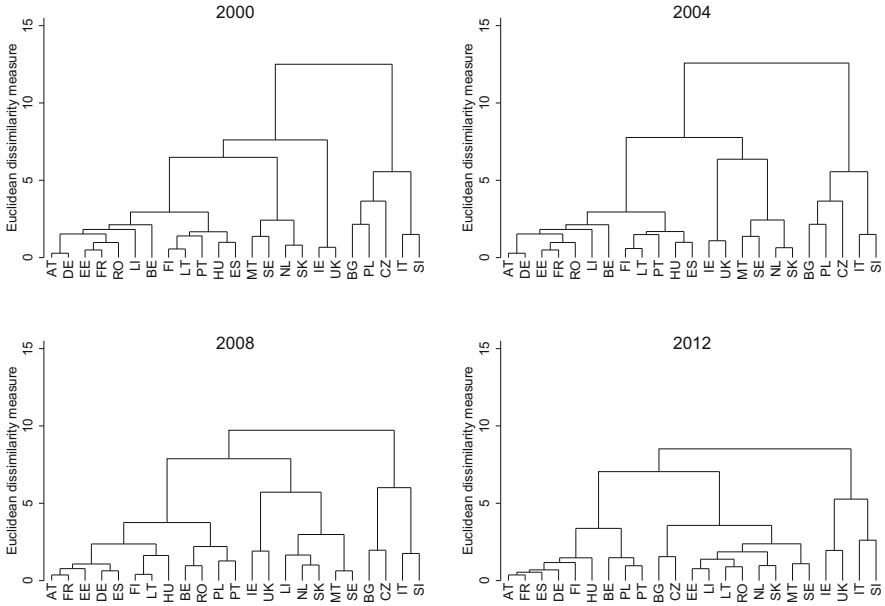 2000
Euclidean dissimilarity measure
15
10
5
0
AT DE EE FR RO LI BE FI LT PT HU ES MT SE NL SK IE UK BG PL CZ IT SI
2004
Euclidean dissimilarity measure
15
10
5
0
AT DE EE FR RO LI BE FI LT PT HU ES IE UK MT SE NL SK BG PL CZ IT SI
2008
Euclidean dissimilarity measure
15
10
5
0
AT FR EE DE ES FI LT HU BE RO PL PT IE UK LI NL SK MT SE BG CZ IT SI
2012
Euclidean dissimilarity measure
15
10
5
0
AT FR ES DE FI HU BE PL PT BG CZ EE LI LT RO NL SK MT SE IE UK IT SI